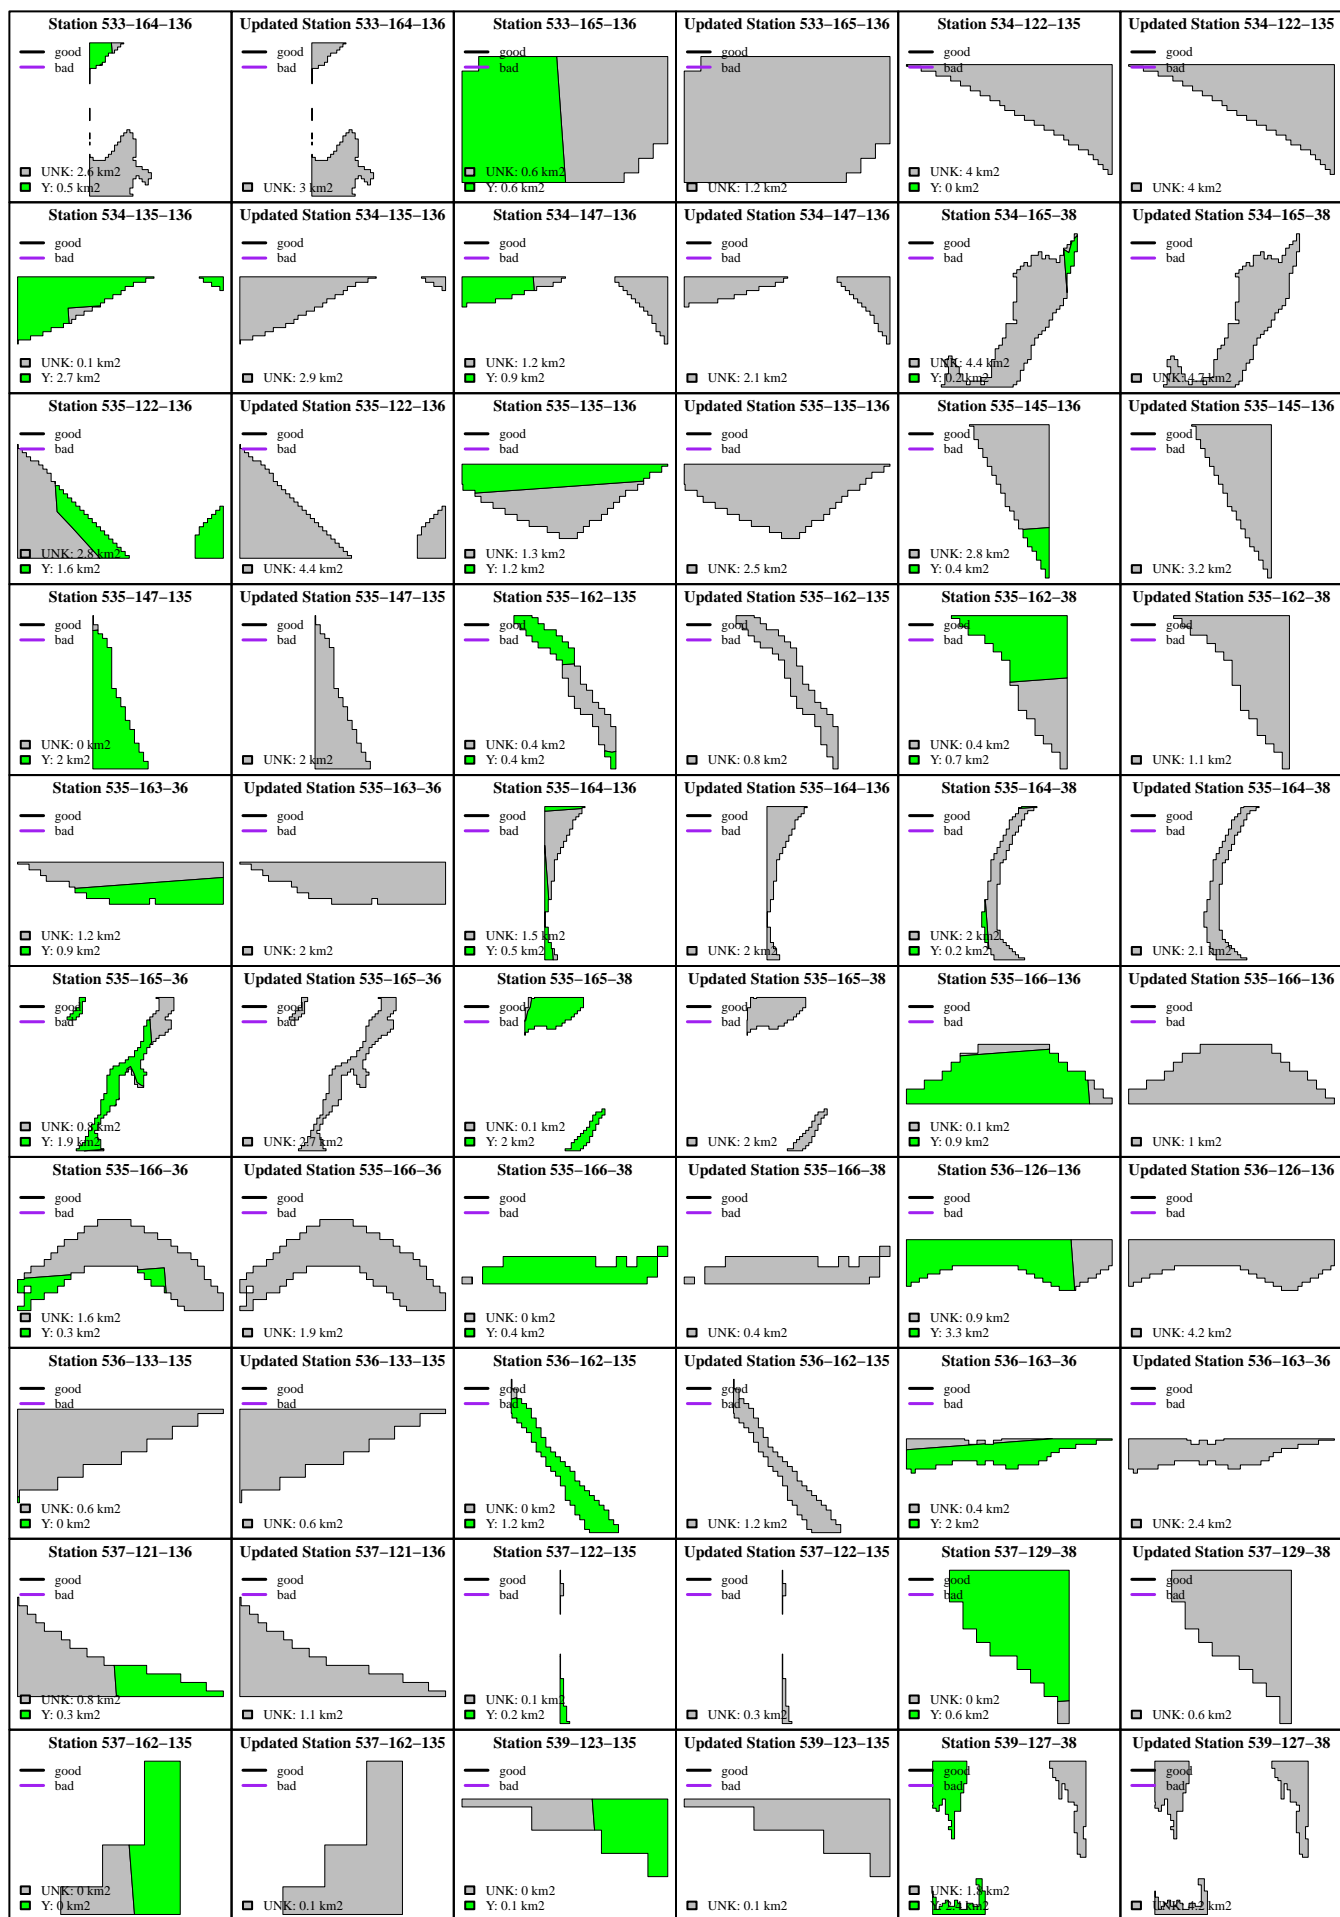 Station 533−164−136
good
bad
UNK: 2.6 km2
Y: 0.5 km2
Updated Station 533−164−136
good
bad
UNK: 3 km2
Station 533−165−136
good
bad
UNK: 0.6 km2
Y: 0.6 km2
Updated Station 533−165−136
good
bad
UNK: 1.2 km2
Station 534−122−135
good
bad
UNK: 4 km2
Y: 0 km2
Updated Station 534−122−135
good
bad
UNK: 4 km2
Station 534−135−136
good
bad
UNK: 0.1 km2
Y: 2.7 km2
Updated Station 534−135−136
good
bad
UNK: 2.9 km2
Station 534−147−136
good
bad
UNK: 1.2 km2
Y: 0.9 km2
Updated Station 534−147−136
good
bad
UNK: 2.1 km2
Station 534−165−38
good
bad
UNK: 4.4 km2
Y: 0.2 km2
Updated Station 534−165−38
good
bad
UNK: 4.7 km2
Station 535−122−136
good
bad
UNK: 2.8 km2
Y: 1.6 km2
Updated Station 535−122−136
good
bad
UNK: 4.4 km2
Station 535−135−136
good
bad
UNK: 1.3 km2
Y: 1.2 km2
Updated Station 535−135−136
good
bad
UNK: 2.5 km2
Station 535−145−136
good
bad
UNK: 2.8 km2
Y: 0.4 km2
Updated Station 535−145−136
good
bad
UNK: 3.2 km2
Station 535−147−135
good
bad
UNK: 0 km2
Y: 2 km2
Updated Station 535−147−135
good
bad
UNK: 2 km2
Station 535−162−135
good
bad
UNK: 0.4 km2
Y: 0.4 km2
Updated Station 535−162−135
good
bad
UNK: 0.8 km2
Station 535−162−38
good
bad
UNK: 0.4 km2
Y: 0.7 km2
Updated Station 535−162−38
good
bad
UNK: 1.1 km2
Station 535−163−36
good
bad
UNK: 1.2 km2
Y: 0.9 km2
Updated Station 535−163−36
good
bad
UNK: 2 km2
Station 535−164−136
good
bad
UNK: 1.5 km2
Y: 0.5 km2
Updated Station 535−164−136
good
bad
UNK: 2 km2
Station 535−164−38
good
bad
UNK: 2 km2
Y: 0.2 km2
Updated Station 535−164−38
good
bad
UNK: 2.1 km2
Station 535−165−36
good
bad
UNK: 0.8 km2
Y: 1.9 km2
Updated Station 535−165−36
good
bad
UNK: 2.7 km2
Station 535−165−38
good
bad
UNK: 0.1 km2
Y: 2 km2
Updated Station 535−165−38
good
bad
UNK: 2 km2
Station 535−166−136
good
bad
UNK: 0.1 km2
Y: 0.9 km2
Updated Station 535−166−136
good
bad
UNK: 1 km2
Station 535−166−36
good
bad
UNK: 1.6 km2
Y: 0.3 km2
Updated Station 535−166−36
good
bad
UNK: 1.9 km2
Station 535−166−38
good
bad
UNK: 0 km2
Y: 0.4 km2
Updated Station 535−166−38
good
bad
UNK: 0.4 km2
Station 536−126−136
good
bad
UNK: 0.9 km2
Y: 3.3 km2
Updated Station 536−126−136
good
bad
UNK: 4.2 km2
Station 536−133−135
good
bad
UNK: 0.6 km2
Y: 0 km2
Updated Station 536−133−135
good
bad
UNK: 0.6 km2
Station 536−162−135
good
bad
UNK: 0 km2
Y: 1.2 km2
Updated Station 536−162−135
good
bad
UNK: 1.2 km2
Station 536−163−36
good
bad
UNK: 0.4 km2
Y: 2 km2
Updated Station 536−163−36
good
bad
UNK: 2.4 km2
Station 537−121−136
good
bad
UNK: 0.8 km2
Y: 0.3 km2
Updated Station 537−121−136
good
bad
UNK: 1.1 km2
Station 537−122−135
good
bad
UNK: 0.1 km2
Y: 0.2 km2
Updated Station 537−122−135
good
bad
UNK: 0.3 km2
Station 537−129−38
good
bad
UNK: 0 km2
Y: 0.6 km2
Updated Station 537−129−38
good
bad
UNK: 0.6 km2
Station 537−162−135
good
bad
UNK: 0 km2
Y: 0 km2
Updated Station 537−162−135
good
bad
UNK: 0.1 km2
Station 539−123−135
good
bad
UNK: 0 km2
Y: 0.1 km2
Updated Station 539−123−135
good
bad
UNK: 0.1 km2
Station 539−127−38
good
bad
UNK: 1.8 km2
Y: km2
Updated Station 539−127−38
good
bad
UNK: 4.2 km2